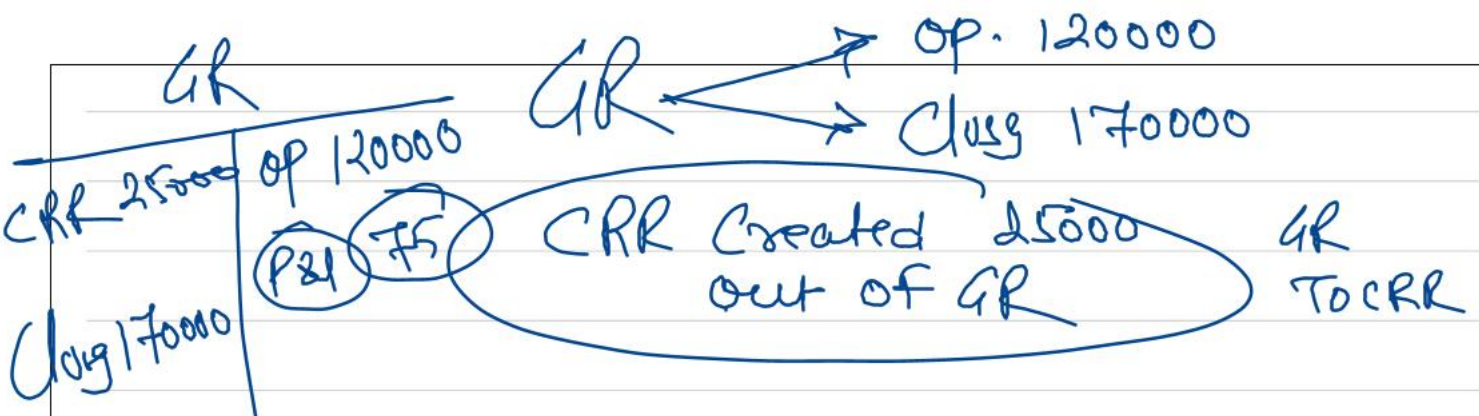 GR
CRR 25000
Closg 170000
OP 120000
P&L 75
GR
OP. 120000
Closg 170000
CRR Created 25000
out of GR
GR
To CRR